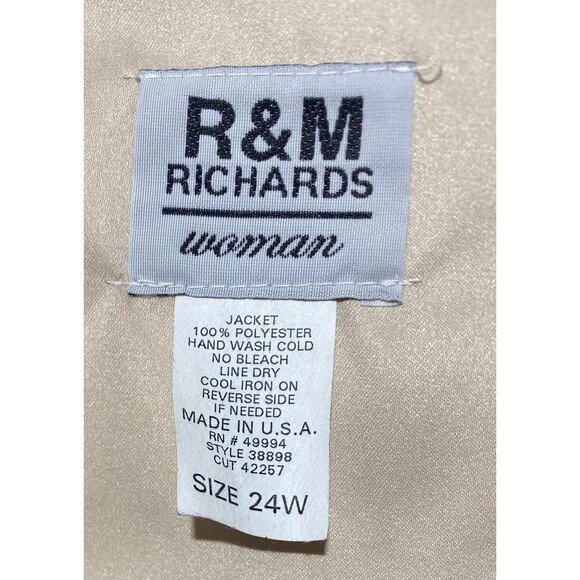 R&M
RICHARDS
woman
JACKET
100% POLYESTER
HAND WASH COLD
NO BLEACH
LINE DRY
COOL IRON ON
REVERSE SIDE
IF NEEDED
MADE IN U.S.A.
RN # 49994
STYLE 38898
CUT 42257
SIZE 24W